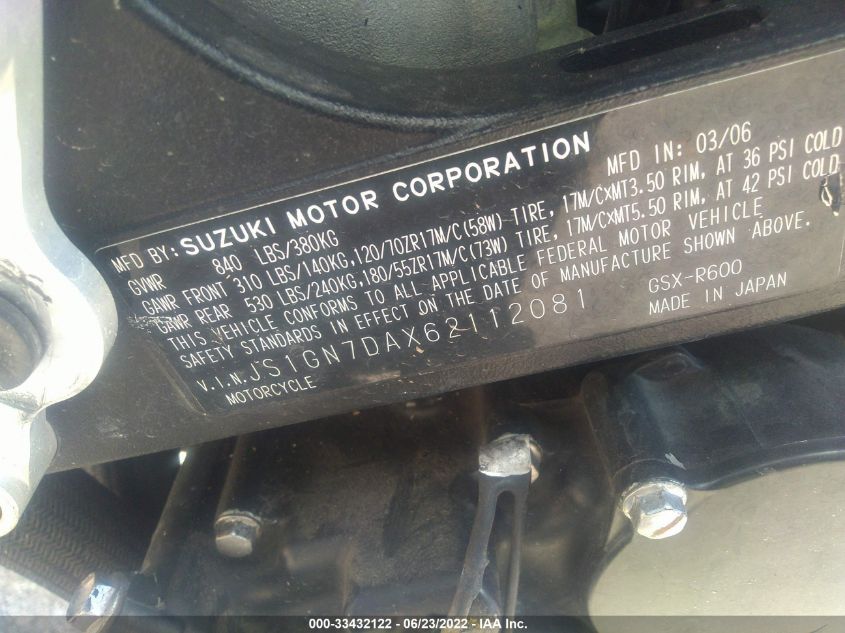 MFD BY: SUZUKI MOTOR CORPORATION MFD IN: 03/06
GVWR 840 LBS/380KG
GAWR FRONT 310 LBS/140KG,120/70ZR17M/C(58W) TIRE, 17M/CXMT3.50 RIM, AT 36 PSI COLD
GAWR REAR 530 LBS/240KG,180/55ZR17M/C(73W) TIRE, 17M/CXMT5.50 RIM, AT 42 PSI COLD
THIS VEHICLE CONFORMS TO ALL APPLICABLE FEDERAL MOTOR VEHICLE
SAFETY STANDARDS IN EFFECT ON THE DATE OF MANUFACTURE SHOWN ABOVE.
V.I.N. JS1GN7DAX62112081 GSX-R600
MOTORCYCLE MADE IN JAPAN
000-33432122 - 06/23/2022 - IAA Inc.